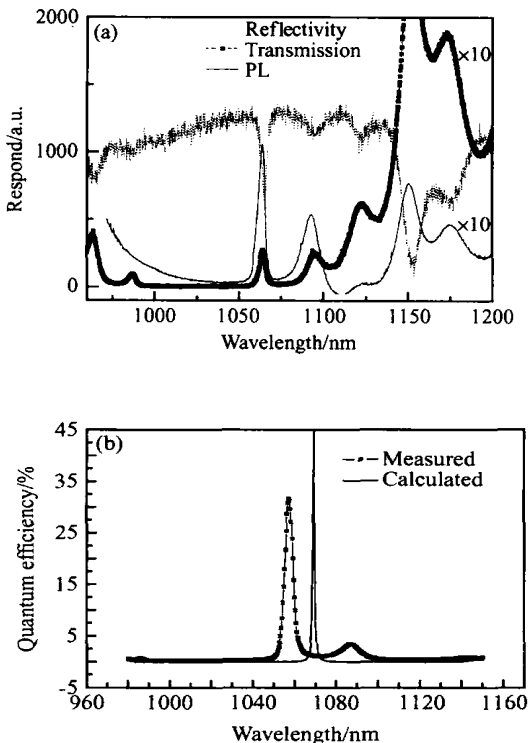 (a)
Reflectivity
Transmission
PL
×10
×10
Respond/a.u.
2000
1000
0
1000
1050
1100
1150
1200
Wavelength/nm
(b)
Measured
Calculated
Quantum efficiency/%
45
35
25
15
5
-5
960
1000
1040
1080
1120
1160
Wavelength/nm